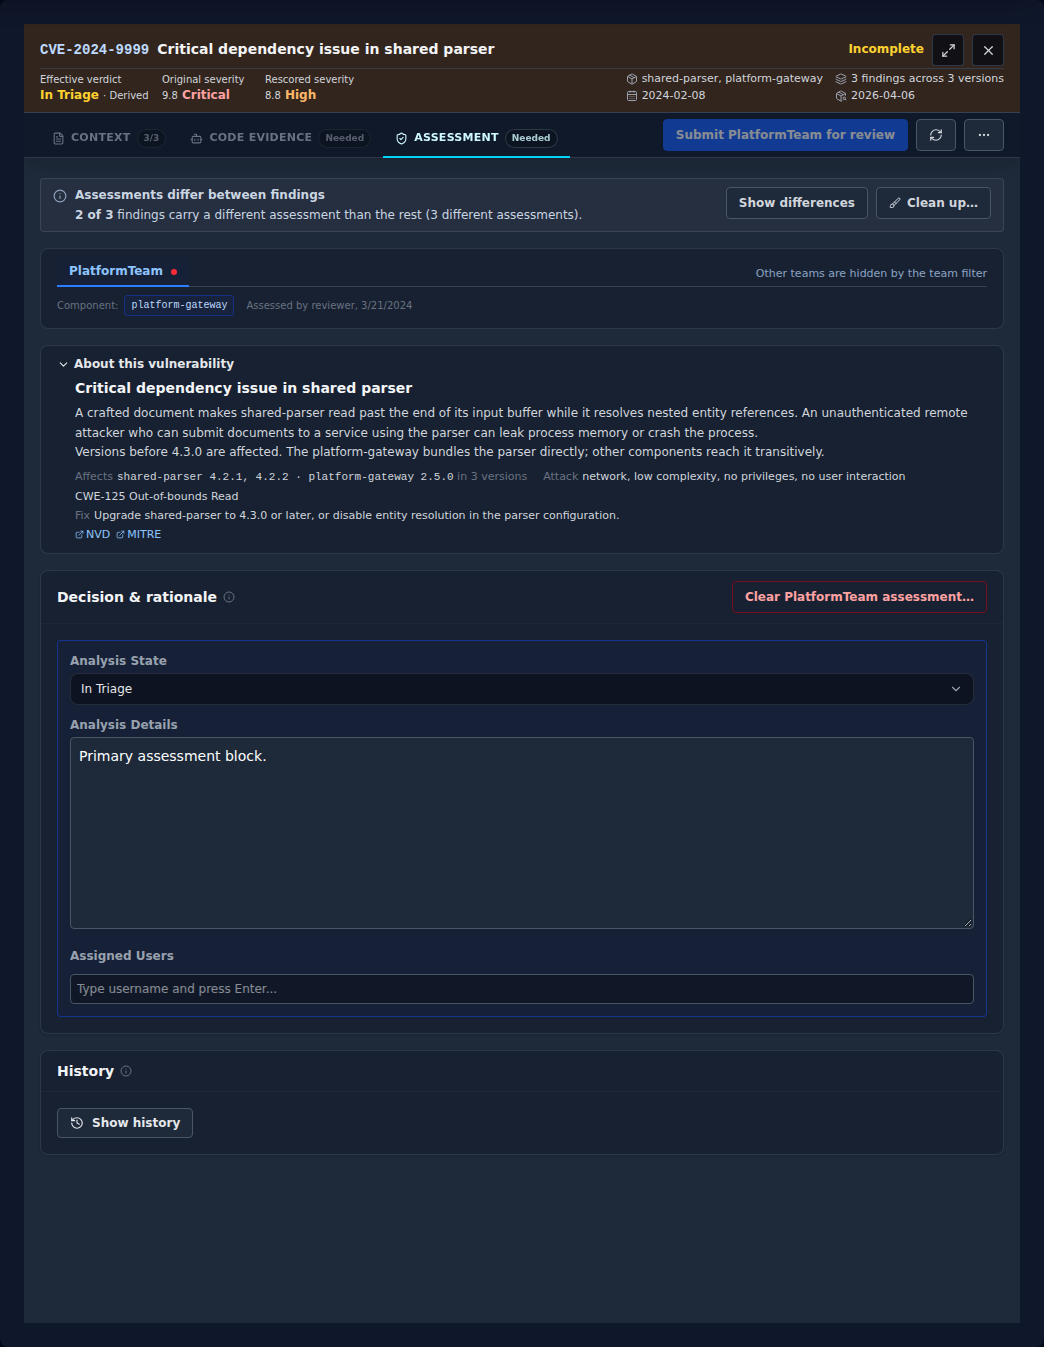 CVE-2024-9999 Critical dependency issue in shared parser
Incomplete
Effective verdict
In Triage · Derived
Original severity
9.8 Critical
Rescored severity
8.8 High
shared-parser, platform-gateway
3 findings across 3 versions
2024-02-08
2026-04-06
CONTEXT 3/3
CODE EVIDENCE Needed
ASSESSMENT Needed
Submit PlatformTeam for review
Assessments differ between findings
2 of 3 findings carry a different assessment than the rest (3 different assessments).
Show differences
Clean up...
PlatformTeam
Other teams are hidden by the team filter
Component: platform-gateway Assessed by reviewer, 3/21/2024
About this vulnerability
Critical dependency issue in shared parser
A crafted document makes shared-parser read past the end of its input buffer while it resolves nested entity references. An unauthenticated remote
attacker who can submit documents to a service using the parser can leak process memory or crash the process.
Versions before 4.3.0 are affected. The platform-gateway bundles the parser directly; other components reach it transitively.
Affects shared-parser 4.2.1, 4.2.2 · platform-gateway 2.5.0 in 3 versions Attack network, low complexity, no privileges, no user interaction
CWE-125 Out-of-bounds Read
Fix Upgrade shared-parser to 4.3.0 or later, or disable entity resolution in the parser configuration.
NVD MITRE
Decision & rationale
Clear PlatformTeam assessment...
Analysis State
In Triage
Analysis Details
Primary assessment block.
Assigned Users
Type username and press Enter...
History
Show history